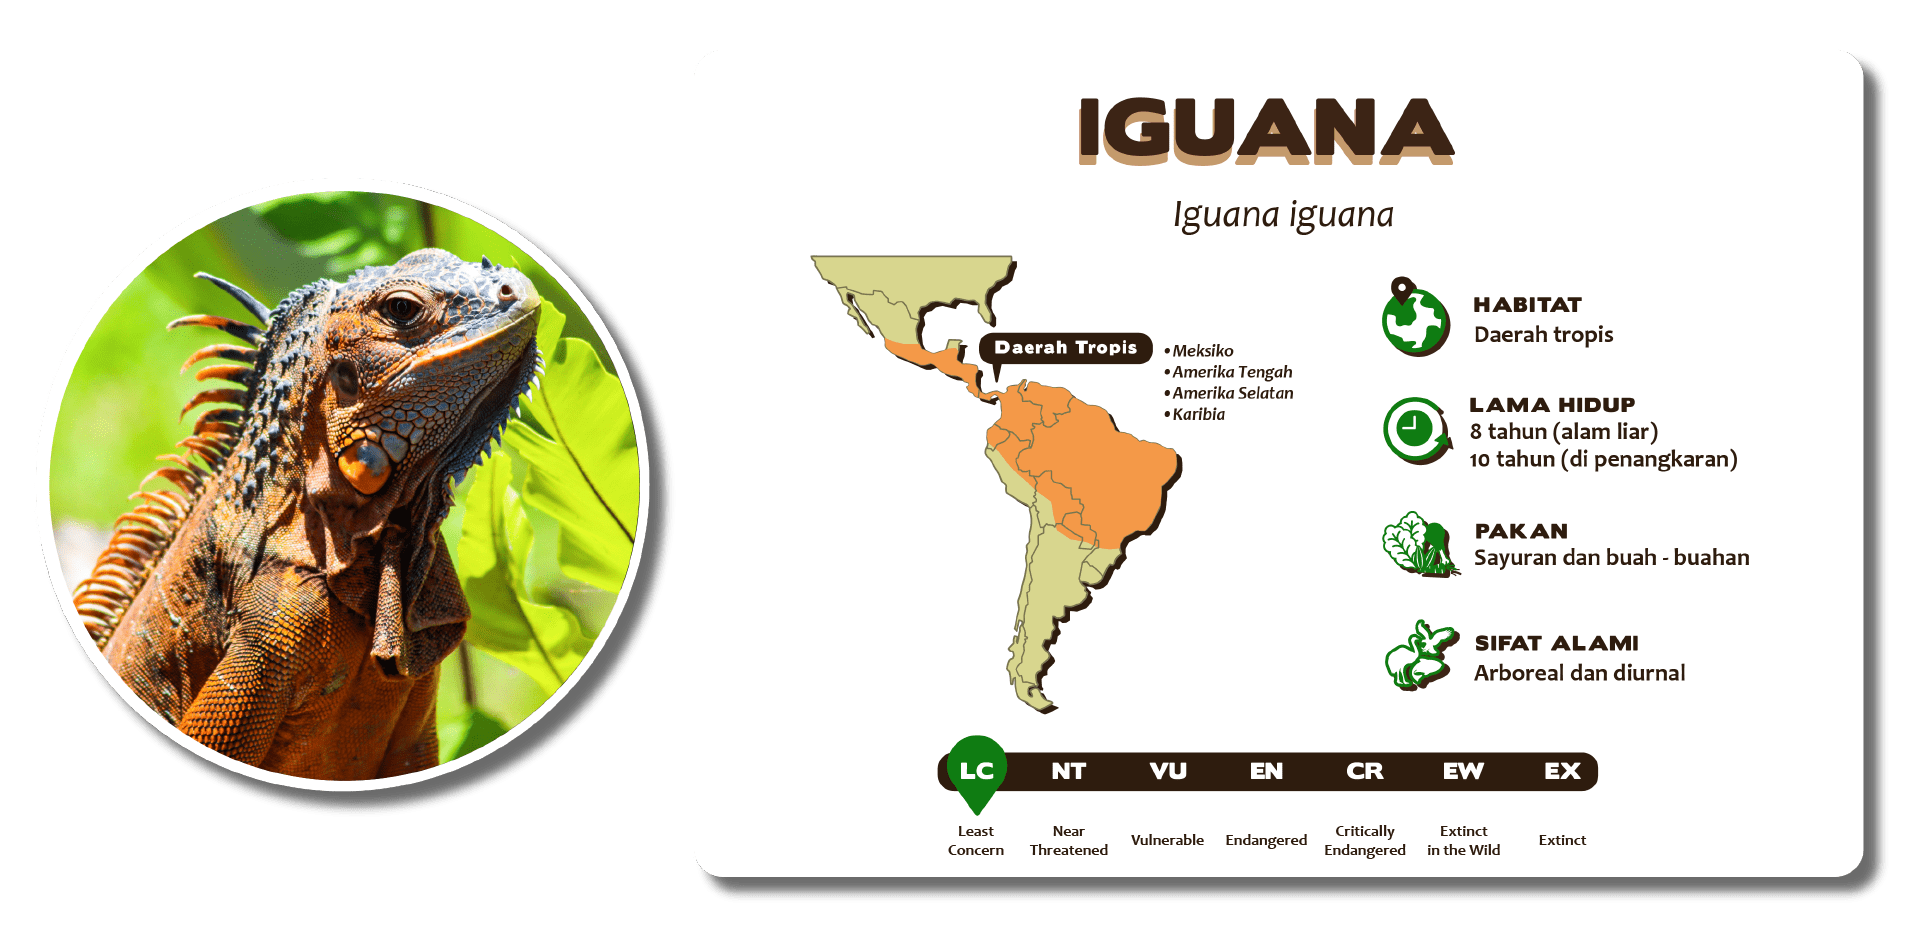 IGUANA
Iguana iguana
Daerah Tropis
• Meksiko
• Amerika Tengah
• Amerika Selatan
• Karibia
HABITAT
Daerah tropis
LAMA HIDUP
8 tahun (alam liar)
10 tahun (di penangkaran)
PAKAN
Sayuran dan buah - buahan
SIFAT ALAMI
Arboreal dan diurnal
LC NT VU EN CR EW EX
Least Concern
Near Threatened
Vulnerable
Endangered
Critically Endangered
Extinct in the Wild
Extinct